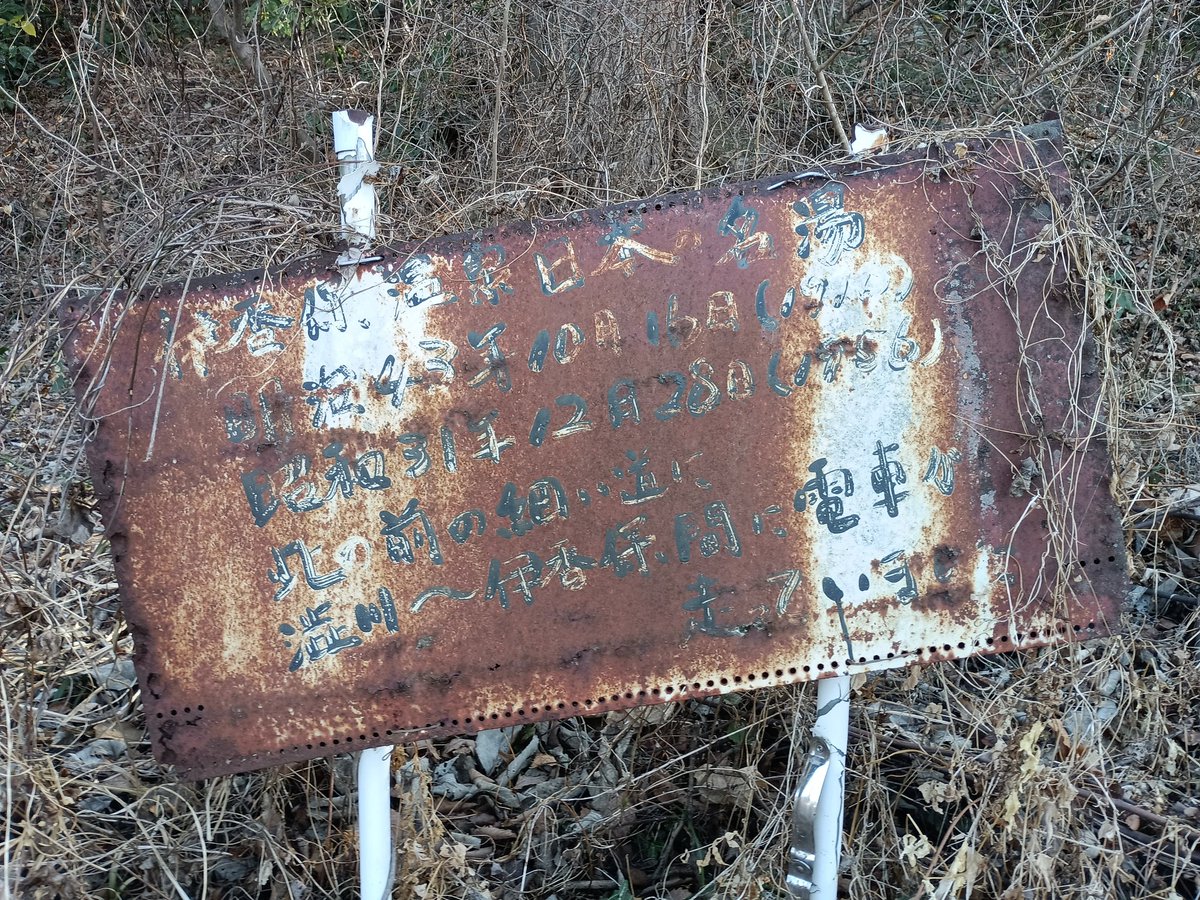 伊香保温泉日本の名湯
明治43年10月16日(1910)
昭和31年12月28日(1956)
此の前の細い道に
渋川～伊香保間に電車が
走っていました